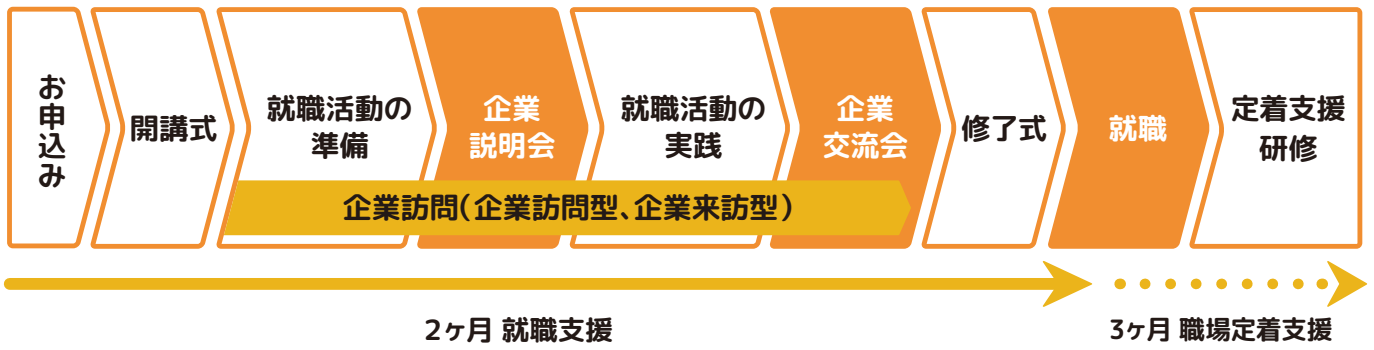 お申込み
開講式
就職活動の
準備
企業
説明会
就職活動の
実践
企業
交流会
修了式
就職
定着支援
研修
企業訪問(企業訪問型、企業来訪型)
2ヶ月 就職支援
3ヶ月 職場定着支援